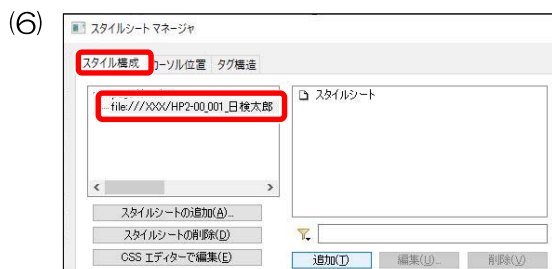 (6)
スタイルシート マネージャ
スタイル構成 カーソル位置 タグ構造
file:///XXX/HP2-00_001_日検太郎
スタイルシート
スタイルシートの追加(A)...
スタイルシートの削除(D)
CSS エディターで編集(E)
追加(T) 編集(U)... 削除(V)